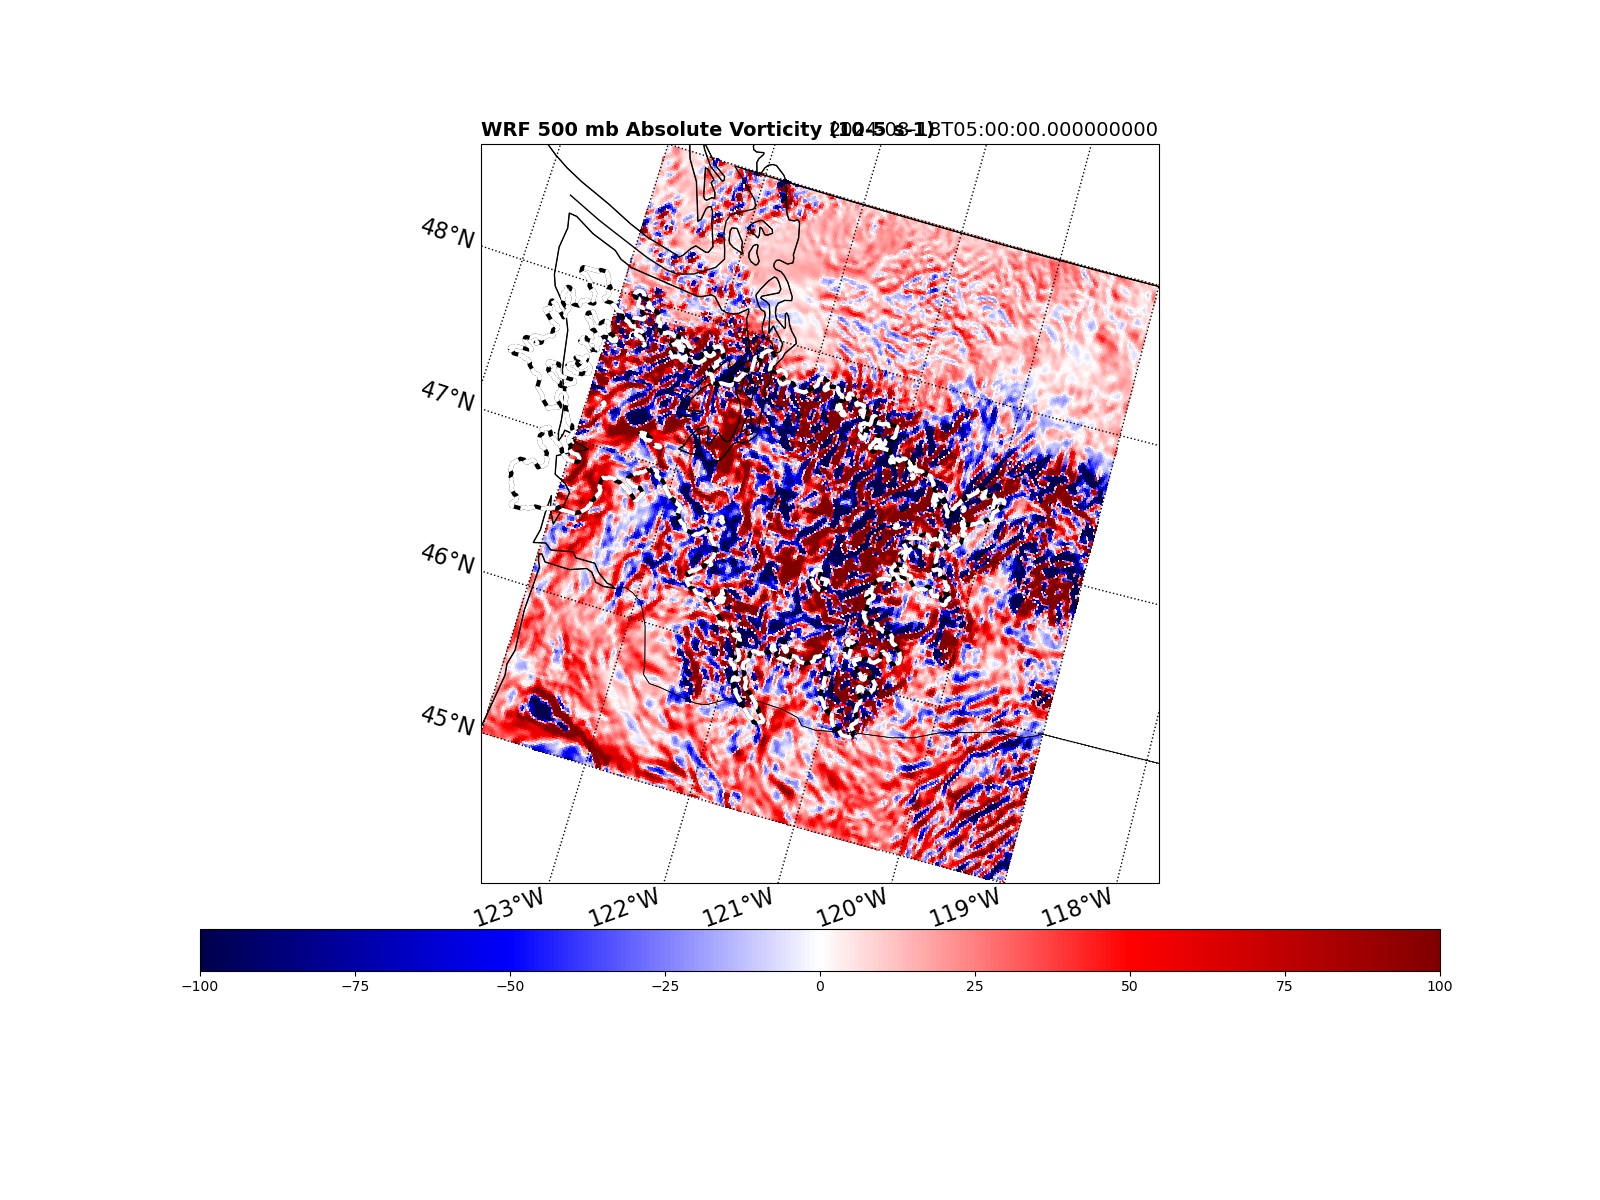 WRF 500 mb Absolute Vorticity (10-5 s-1)
18T05:00:00.000000000
48°N
47°N
46°N
45°N
123°W 122°W 121°W 120°W 119°W 118°W
−100 −75 −50 −25 0 25 50 75 100